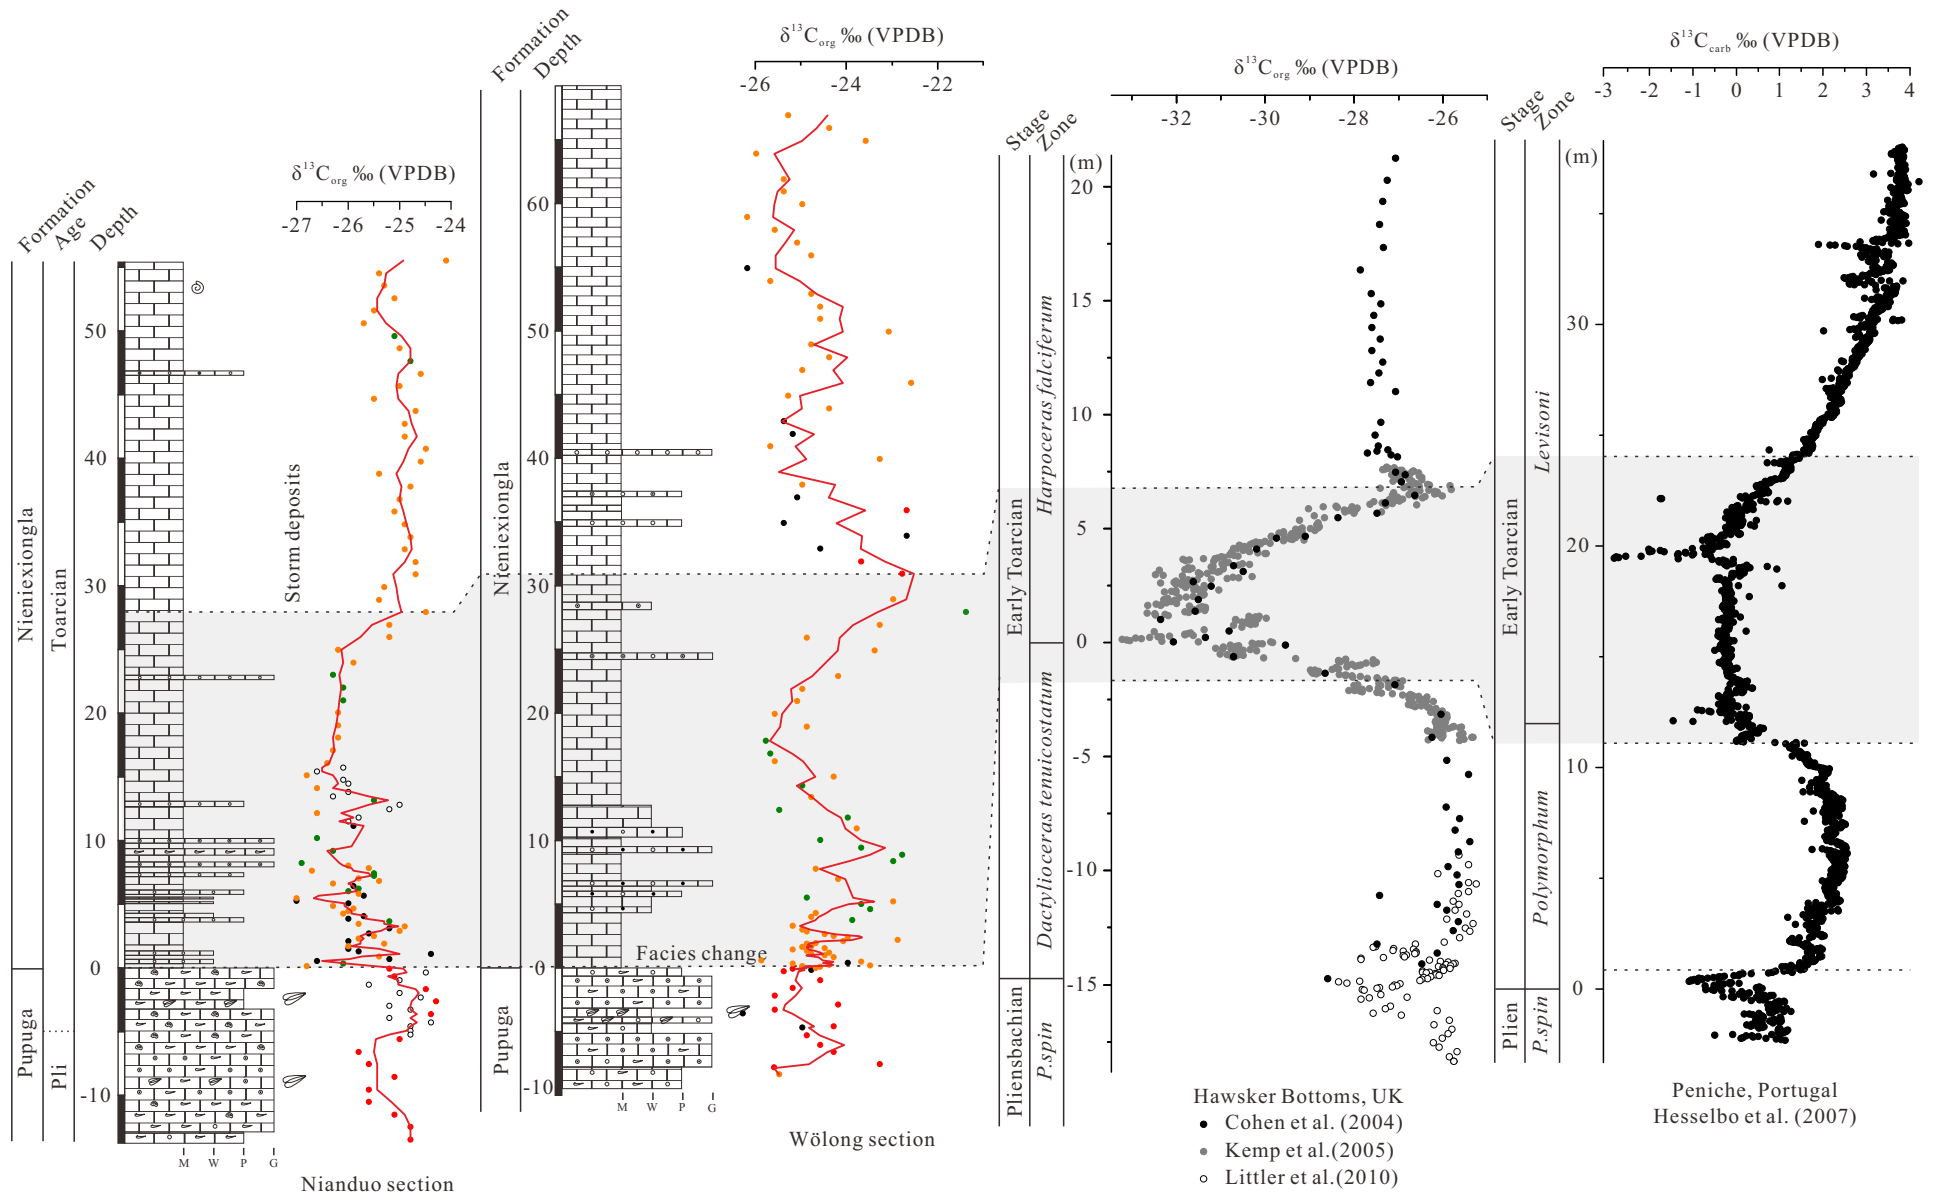 Formation
Age
Depth
δ13Corg ‰ (VPDB)
-27 -26 -25 -24
50
40
30
20
10
0
-10
Nieniexiongla
Pupuga
Toarcian
Pli
Storm deposits
M W P G
Nianduo section
Formation
Depth
δ13Corg ‰ (VPDB)
-26 -24 -22
60
50
40
30
20
10
0
-10
Nieniexiongla
Pupuga
Facies change
M W P G
Wölong section
Stage
Zone
δ13Corg ‰ (VPDB)
-32 -30 -28 -26
(m)
20
15
10
5
0
-5
-10
-15
Early Toarcian
Pliensbachian
Harpoceras falciferum
Dactylioceras tenuicostatum
P.spin
Hawsker Bottoms, UK
Cohen et al. (2004)
Kemp et al.(2005)
Littler et al.(2010)
Stage
Zone
δ13Ccarb ‰ (VPDB)
-3 -2 -1 0 1 2 3 4
(m)
30
20
10
0
Early Toarcian
Plien
Levisoni
Polymorphum
P.spin
Peniche, Portugal
Hesselbo et al. (2007)